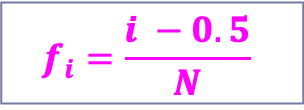 f_i = (i − 0.5) / N